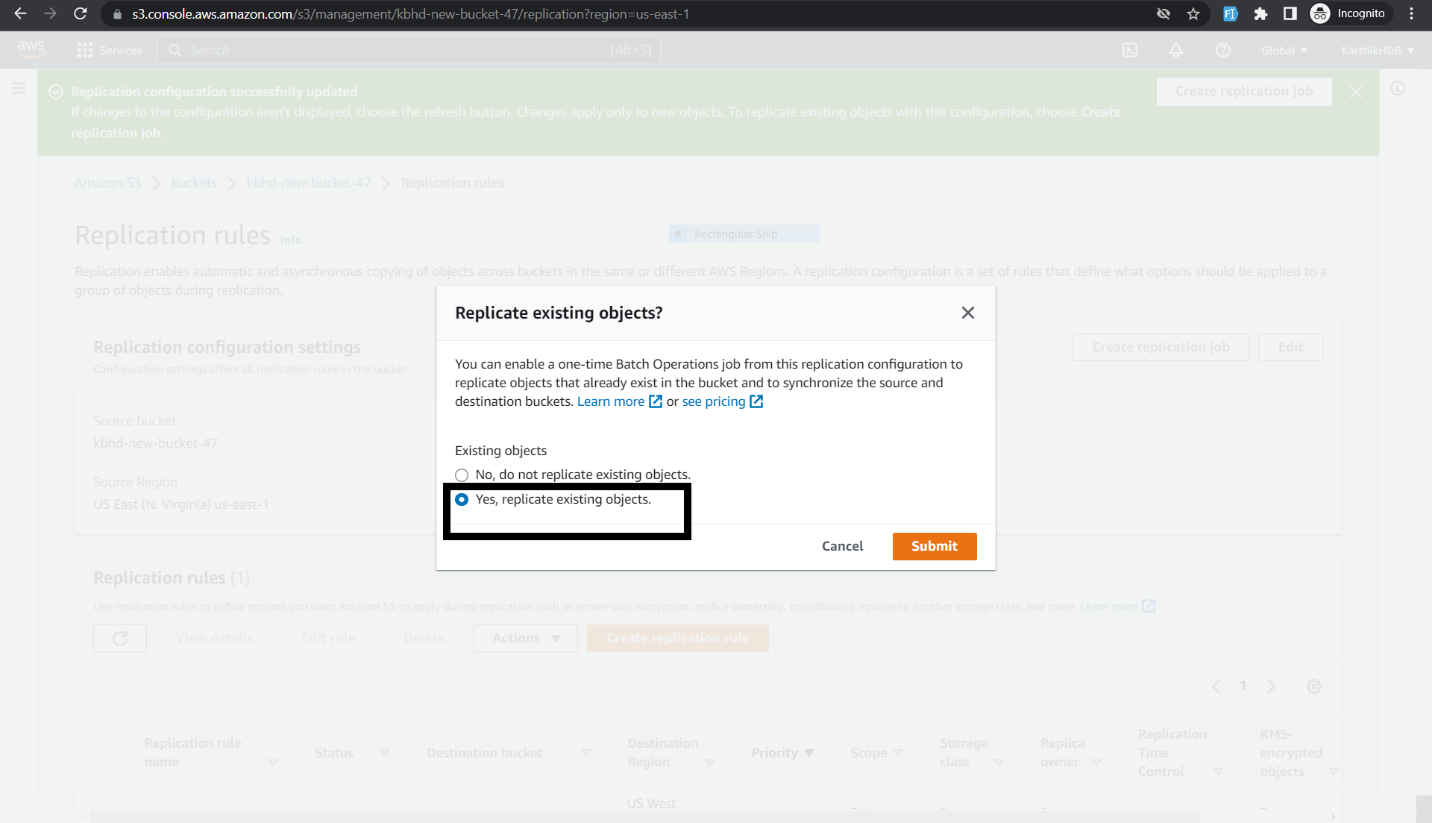 s3.console.aws.amazon.com/s3/management/kbhd-new-bucket-47/replication?region=us-east-1
Incognito
aws
Services
Search
[Alt+S]
Global
KarthikHDB
Replication configuration successfully updated
If changes to the configuration aren't displayed, choose the refresh button. Changes apply only to new objects. To replicate existing objects with this configuration, choose Create
replication job.
Create replication job
Amazon S3
Buckets
kbhd-new-bucket-47
Replication rules
Replication rules Info
Rectangular Snip
Replication enables automatic and asynchronous copying of objects across buckets in the same or different AWS Regions. A replication configuration is a set of rules that define what options should be applied to a
group of objects during replication.
Replication configuration settings
Configuration settings affect all replication rules in the bucket.
Create replication job
Edit
Source bucket
kbhd-new-bucket-47
Source Region
US East (N. Virginia) us-east-1
Replicate existing objects?
You can enable a one-time Batch Operations job from this replication configuration to
replicate objects that already exist in the bucket and to synchronize the source and
destination buckets. Learn more or see pricing
Existing objects
No, do not replicate existing objects.
Yes, replicate existing objects.
Cancel
Submit
Replication rules (1)
Use replication rules to define options you want Amazon S3 to apply during replication such as server-side encryption, replica ownership, transitioning replicas to another storage class, and more. Learn more
View details
Edit rule
Delete
Actions
Create replication rule
1
Replication rule
name
Status
Destination bucket
Destination
Region
Priority
Scope
Storage
class
Replica
owner
Replication
Time
Control
KMS-
encrypted
objects
US West